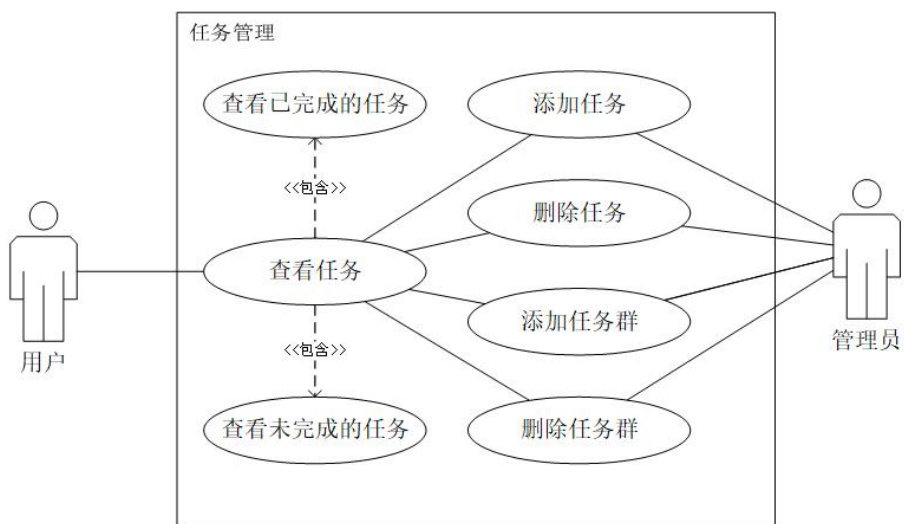 任务管理
查看已完成的任务
添加任务
<<包含>>
删除任务
查看任务
用户
管理员
添加任务群
<<包含>>
查看未完成的任务
删除任务群